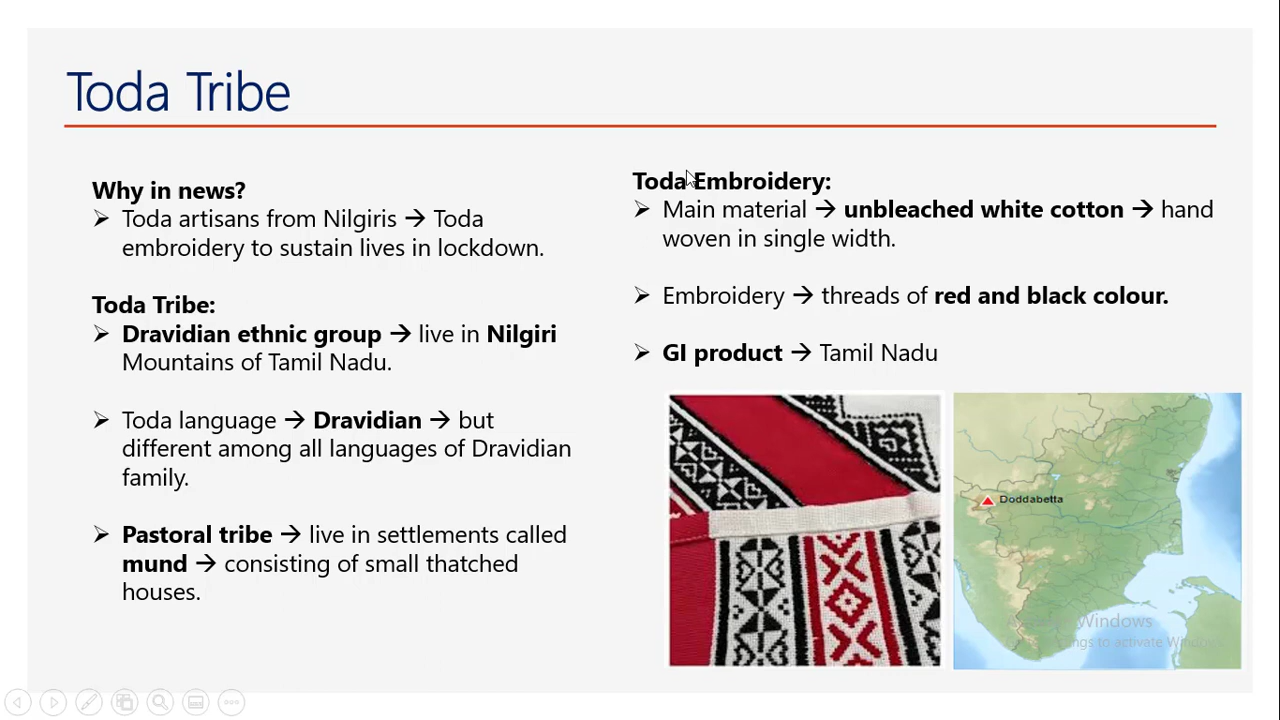 Toda Tribe
Why in news?
➢ Toda artisans from Nilgiris → Toda
embroidery to sustain lives in lockdown.
Toda Tribe:
➢ Dravidian ethnic group → live in Nilgiri
Mountains of Tamil Nadu.
➢ Toda language → Dravidian → but
different among all languages of Dravidian
family.
➢ Pastoral tribe → live in settlements called
mund → consisting of small thatched
houses.
Toda Embroidery:
➢ Main material → unbleached white cotton → hand
woven in single width.
➢ Embroidery → threads of red and black colour.
➢ GI product → Tamil Nadu
Doddabetta
Windows
to activate Windows